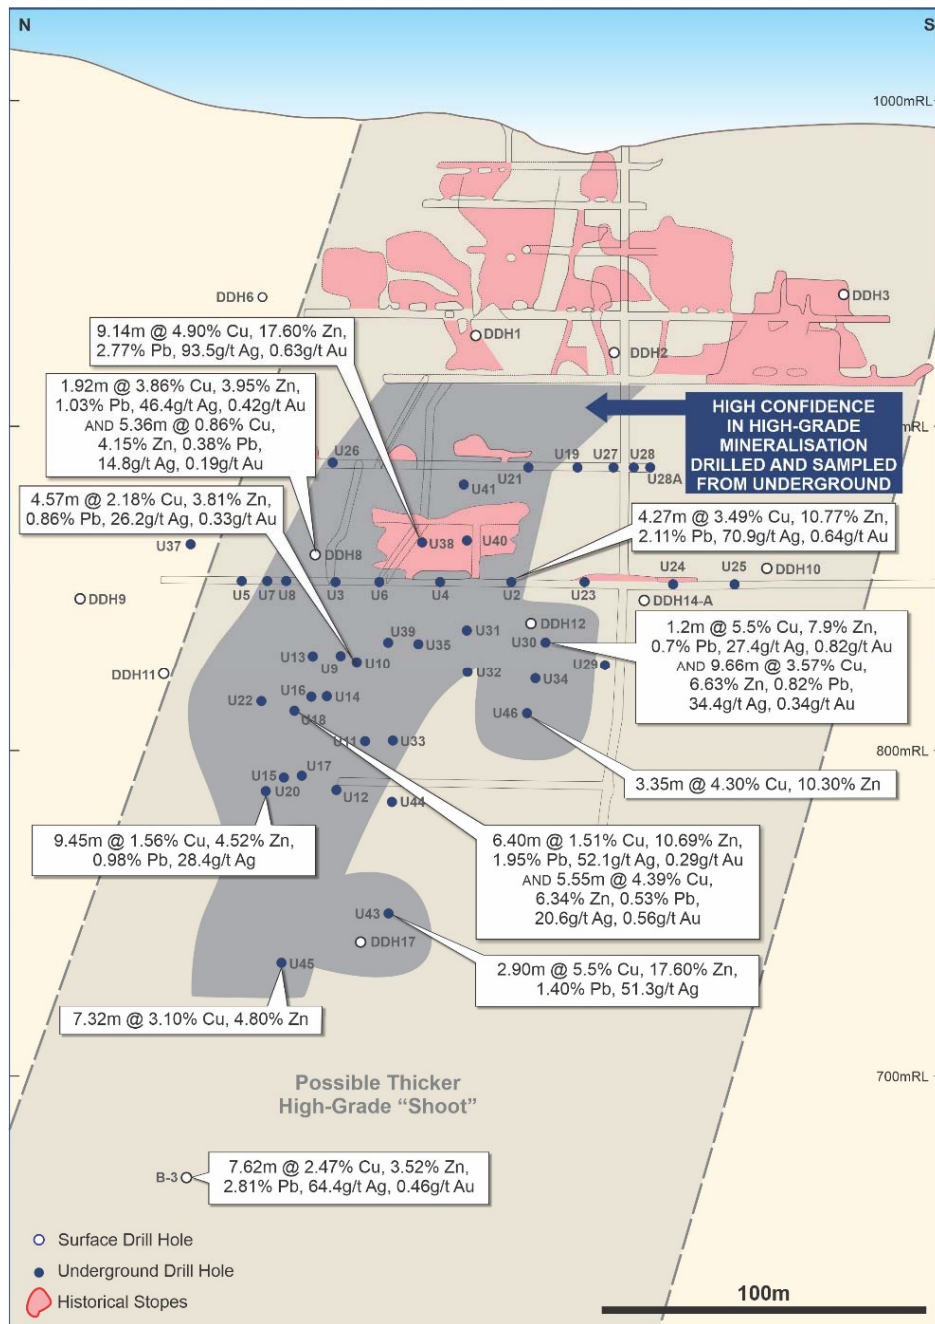 N
S
1000mRL
DDH6
DDH3
DDH1
DDH2
9.14m @ 4.90% Cu, 17.60% Zn,
2.77% Pb, 93.5g/t Ag, 0.63g/t Au
1.92m @ 3.86% Cu, 3.95% Zn,
1.03% Pb, 46.4g/t Ag, 0.42g/t Au
AND 5.36m @ 0.86% Cu,
4.15% Zn, 0.38% Pb,
14.8g/t Ag, 0.19g/t Au
HIGH CONFIDENCE
IN HIGH-GRADE
MINERALISATION
DRILLED AND SAMPLED
FROM UNDERGROUND
U26
U41
U21
U19
U27
U28
U28A
4.57m @ 2.18% Cu, 3.81% Zn,
0.86% Pb, 26.2g/t Ag, 0.33g/t Au
4.27m @ 3.49% Cu, 10.77% Zn,
2.11% Pb, 70.9g/t Ag, 0.64g/t Au
U37
DDH8
U38
U40
DDH10
DDH9
U5
U7
U8
U3
U6
U4
U2
U23
U24
U25
DDH14-A
DDH12
U39
U35
U31
U30
1.2m @ 5.5% Cu, 7.9% Zn,
0.7% Pb, 27.4g/t Ag, 0.82g/t Au
AND 9.66m @ 3.57% Cu,
6.63% Zn, 0.82% Pb,
34.4g/t Ag, 0.34g/t Au
DDH11
U13
U9
U10
U32
U34
U29
U22
U16
U14
U18
U46
U11
U33
800mRL
U15
U17
U20
U12
U44
3.35m @ 4.30% Cu, 10.30% Zn
9.45m @ 1.56% Cu, 4.52% Zn,
0.98% Pb, 28.4g/t Ag
6.40m @ 1.51% Cu, 10.69% Zn,
1.95% Pb, 52.1g/t Ag, 0.29g/t Au
AND 5.55m @ 4.39% Cu,
6.34% Zn, 0.53% Pb,
20.6g/t Ag, 0.56g/t Au
U43
DDH17
U45
2.90m @ 5.5% Cu, 17.60% Zn,
1.40% Pb, 51.3g/t Ag
7.32m @ 3.10% Cu, 4.80% Zn
700mRL
Possible Thicker
High-Grade “Shoot”
B-3
7.62m @ 2.47% Cu, 3.52% Zn,
2.81% Pb, 64.4g/t Ag, 0.46g/t Au
Surface Drill Hole
Underground Drill Hole
Historical Stopes
100m